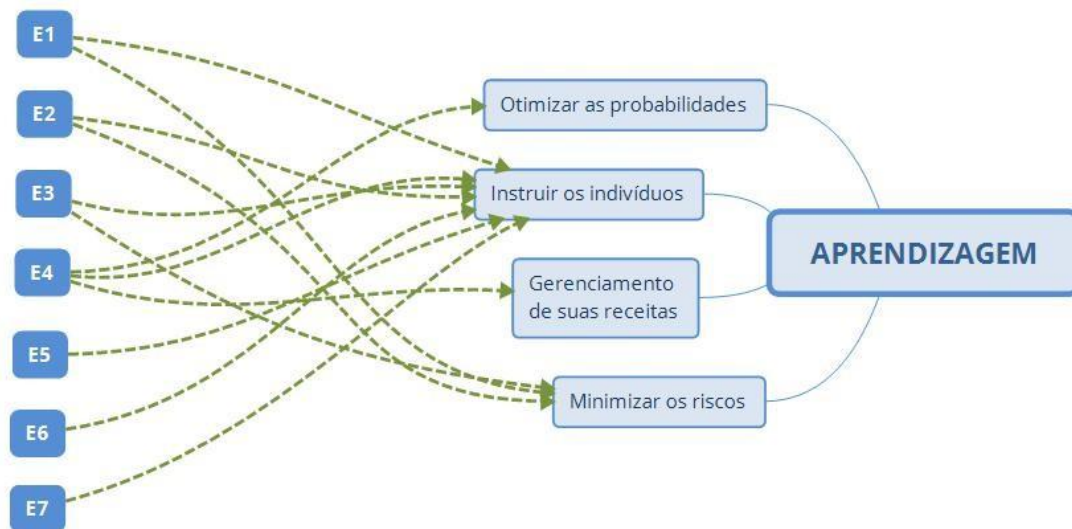 E1
E2
E3
E4
E5
E6
E7
Otimizar as probabilidades
Instruir os indivíduos
Gerenciamento
de suas receitas
Minimizar os riscos
APRENDIZAGEM